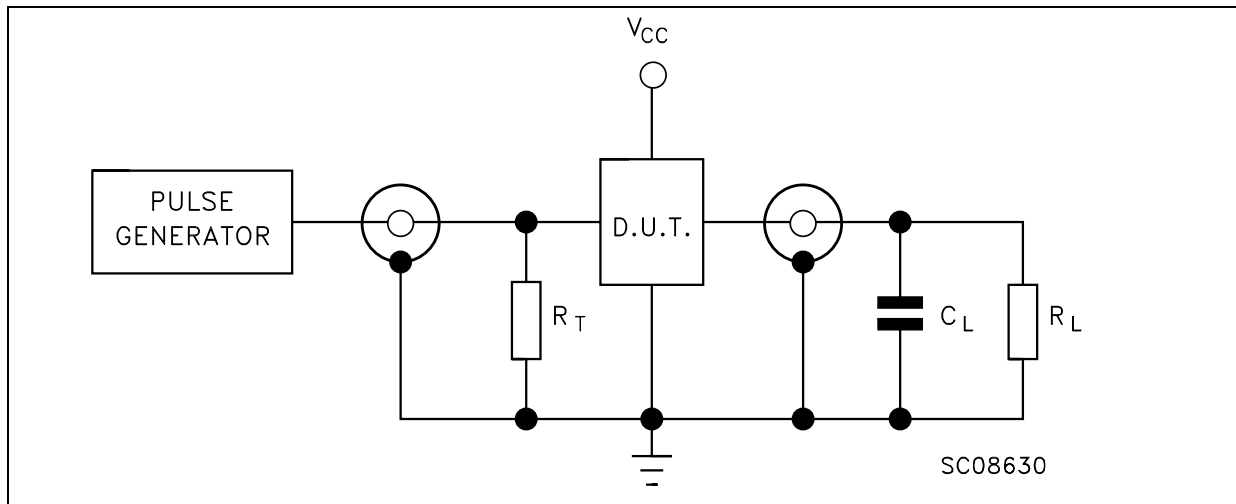 VCC
PULSE
GENERATOR
D.U.T.
RT
CL
RL
SC08630